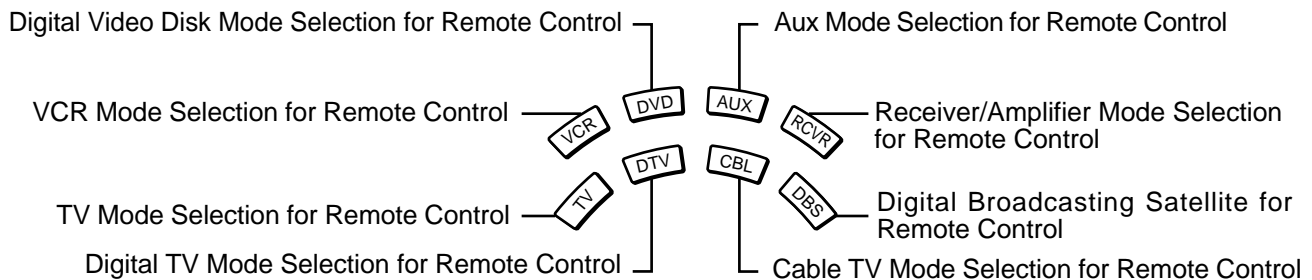 Digital Video Disk Mode Selection for Remote Control
Aux Mode Selection for Remote Control
DVD
AUX
VCR Mode Selection for Remote Control
VCR
RCVR
Receiver/Amplifier Mode Selection
for Remote Control
DTV
CBL
TV Mode Selection for Remote Control
TV
DBS
Digital Broadcasting Satellite for
Remote Control
Digital TV Mode Selection for Remote Control
Cable TV Mode Selection for Remote Control